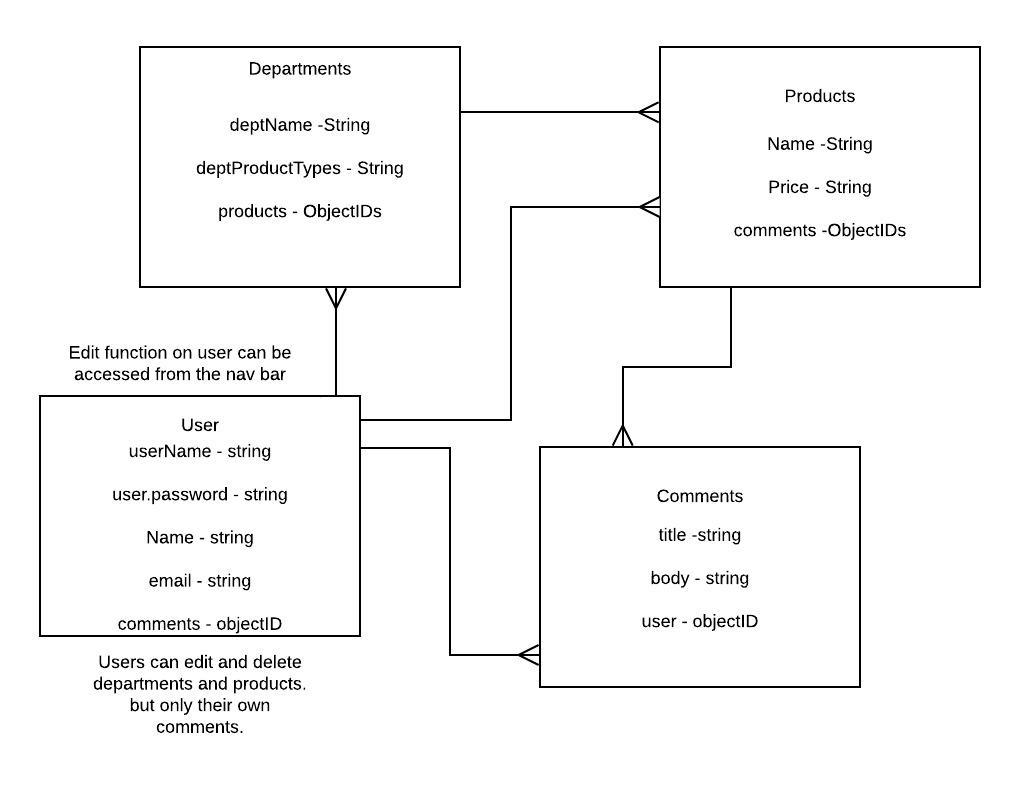 Departments
deptName -String
deptProductTypes - String
products - ObjectIDs
Products
Name -String
Price - String
comments -ObjectIDs
Edit function on user can be
accessed from the nav bar
User
userName - string
user.password - string
Name - string
email - string
comments - objectID
Users can edit and delete
departments and products.
but only their own
comments.
Comments
title -string
body - string
user - objectID